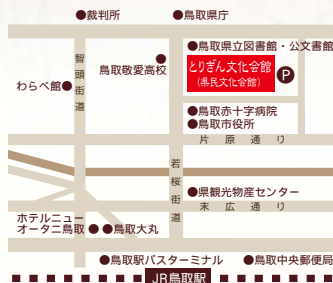 ●裁判所
●鳥取県庁
●鳥取県立図書館・公文書館
智頭街道
鳥取敬愛高校
とりぎん文化会館
(県民文化会館)
P
わらべ館●
●鳥取赤十字病院
●鳥取市役所
片原通り
若桜街道
●県観光物産センター
末広通り
ホテルニュー
オータニ鳥取●
●鳥取大丸
●鳥取駅バスターミナル
●鳥取中央郵便局
JR鳥取駅